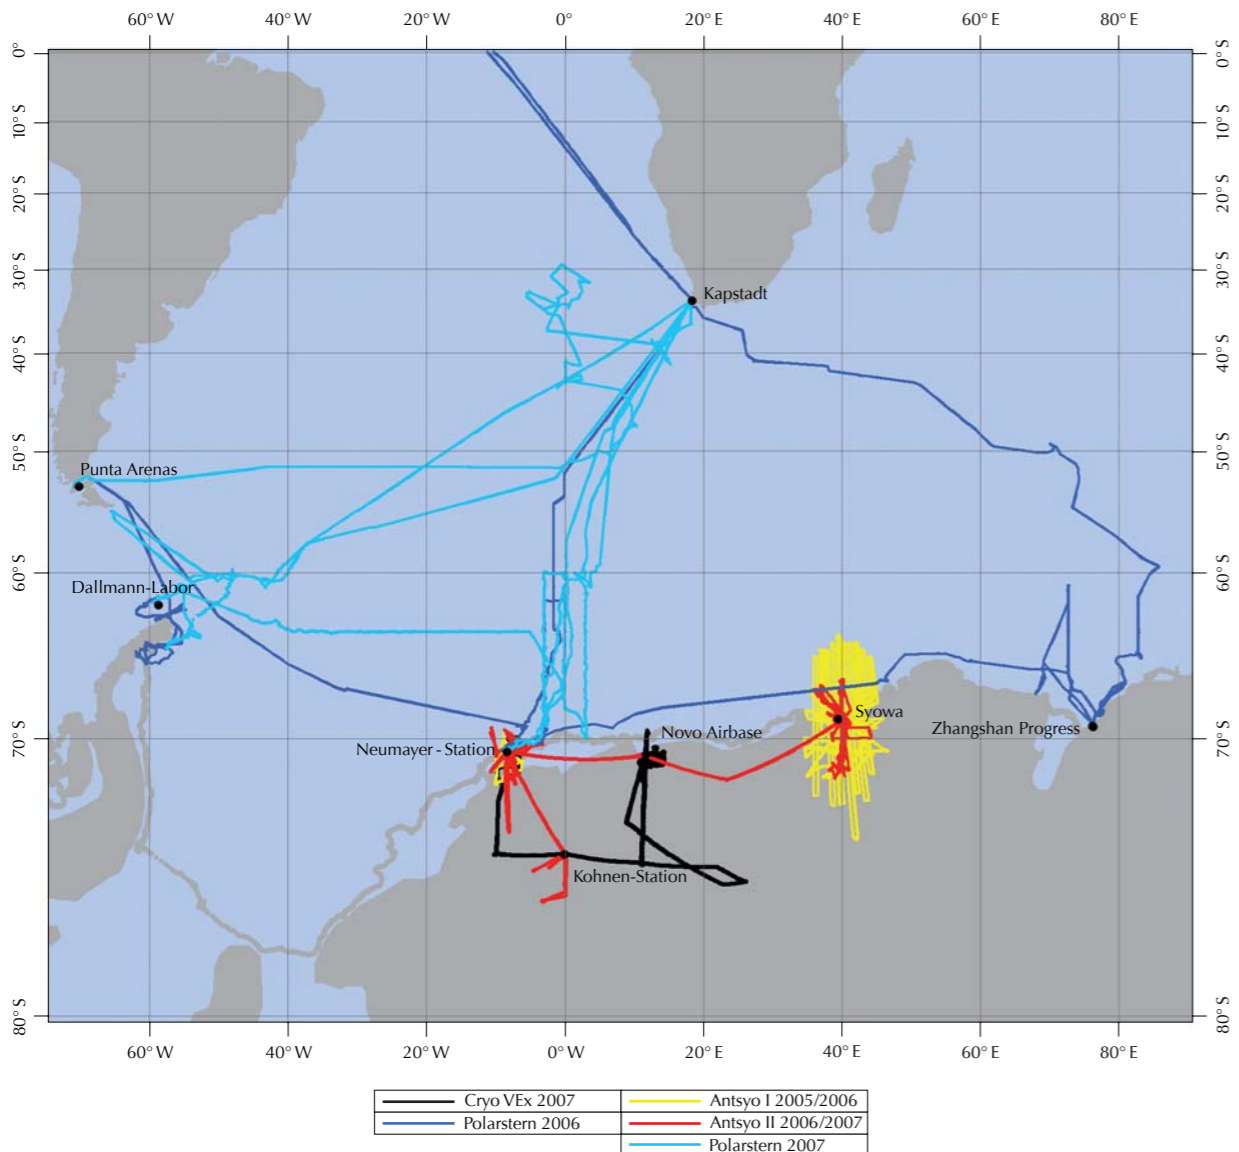 60° W 40° W 20° W 0° 20° E 40° E 60° E 80° E
0° 0° S
10° S 10° S
20° S 20° S
30° S 30° S
Kapstadt
40° S 40° S
50° S 50° S
Punta Arenas
60° S 60° S
Dallmann-Labor
Syowa
Zhangshan Progress
Novo Airbase
70° S 70° S
Neumayer - Station
Kohnen-Station
80° S 80° S
60° W 40° W 20° W 0° W 20° E 40° E 60° E 80° E
Cryo VEx 2007 Antsyo I 2005/2006
Polarstern 2006 Antsyo II 2006/2007
Polarstern 2007